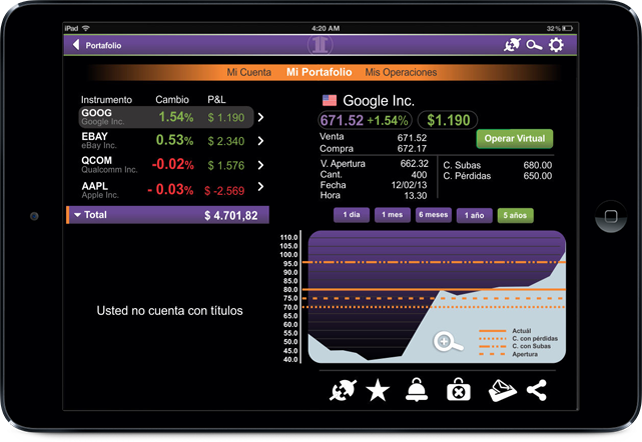 iPad 4:20 AM 32%
Portafolio
Mi Cuenta Mi Portafolio Mis Operaciones
Instrumento Cambio P&L
GOOG 1.54% $ 1.190
Google Inc.
EBAY 0.53% $ 2.340
eBay Inc.
QCOM -0.02% $ 1.576
Qualcomm Inc.
AAPL - 0.03% $ -2.569
Apple Inc.
Total $ 4.701,82
Usted no cuenta con títulos
Google Inc.
671.52 +1.54% $1.190
Venta 671.52
Compra 672.17
Operar Virtual
V. Apertura 662.32
Cant. 400
Fecha 12/02/13
Hora 13.30
C. Subas 680.00
C. Pérdidas 650.00
1 día 1 mes 6 meses 1 año 5 años
110.0
105.0
100.0
95.0
90.0
85.0
80.0
75.0
70.0
65.0
60.0
55.0
50.0
45.0
40.0
Actuál
C. con pérdidas
C. con Subas
Apertura